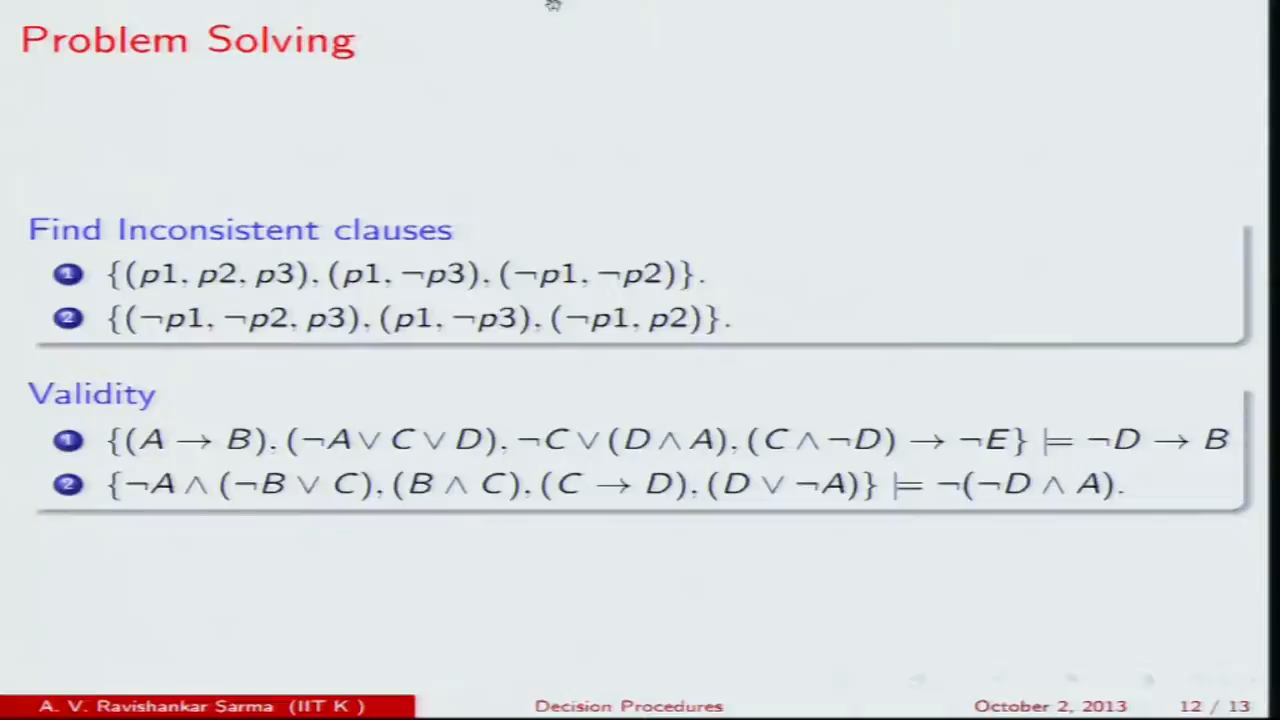 Problem Solving
Find Inconsistent clauses
1 {(p1, p2, p3), (p1, ¬p3), (¬p1, ¬p2)}.
2 {(¬p1, ¬p2, p3), (p1, ¬p3), (¬p1, p2)}.
Validity
1 {(A → B), (¬A ∨ C ∨ D), ¬C ∨ (D ∧ A), (C ∧ ¬D) → ¬E} ⊨ ¬D → B
2 {¬A ∧ (¬B ∨ C), (B ∧ C), (C → D), (D ∨ ¬A)} ⊨ ¬(¬D ∧ A).
A. V. Ravishankar Sarma (IIT K ) Decision Procedures October 2, 2013 12 / 13